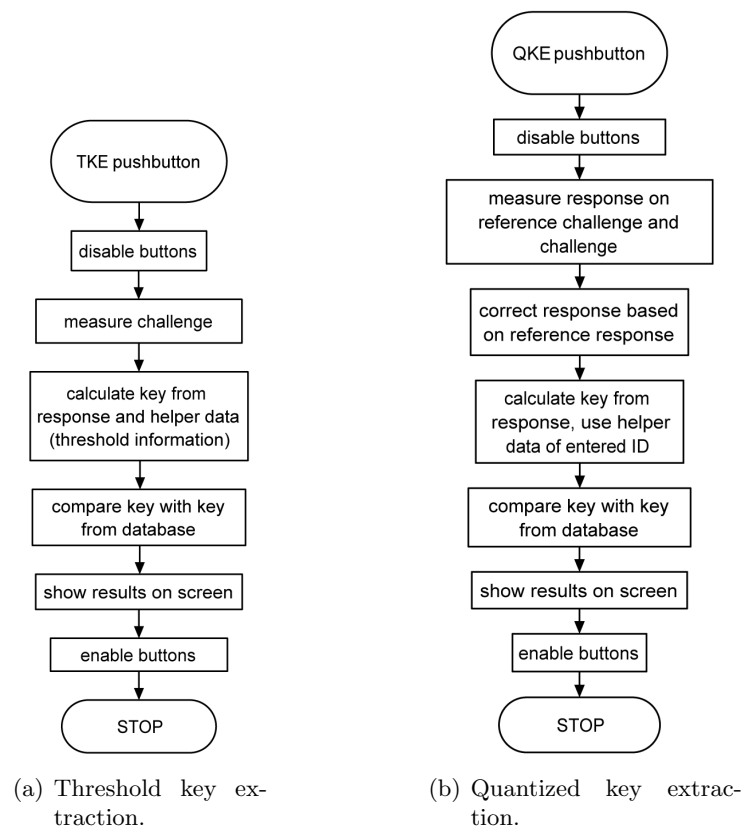 TKE pushbutton
disable buttons
measure challenge
calculate key from
response and helper data
(threshold information)
compare key with key
from database
show results on screen
enable buttons
STOP
(a) Threshold key ex-
traction.
QKE pushbutton
disable buttons
measure response on
reference challenge and
challenge
correct response based
on reference response
calculate key from
response, use helper
data of entered ID
compare key with key
from database
show results on screen
enable buttons
STOP
(b) Quantized key extrac-
tion.